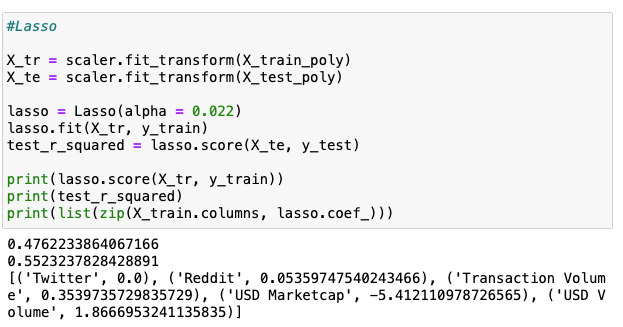 #Lasso
X_tr = scaler.fit_transform(X_train_poly)
X_te = scaler.fit_transform(X_test_poly)
lasso = Lasso(alpha = 0.022)
lasso.fit(X_tr, y_train)
test_r_squared = lasso.score(X_te, y_test)
print(lasso.score(X_tr, y_train))
print(test_r_squared)
print(list(zip(X_train.columns, lasso.coef_)))
0.4762233864067166
0.5523237828428891
[('Twitter', 0.0), ('Reddit', 0.05359747540243466), ('Transaction Volum
e', 0.3539735729835729), ('USD Marketcap', -5.412110978726565), ('USD V
olume', 1.8666953241135835)]